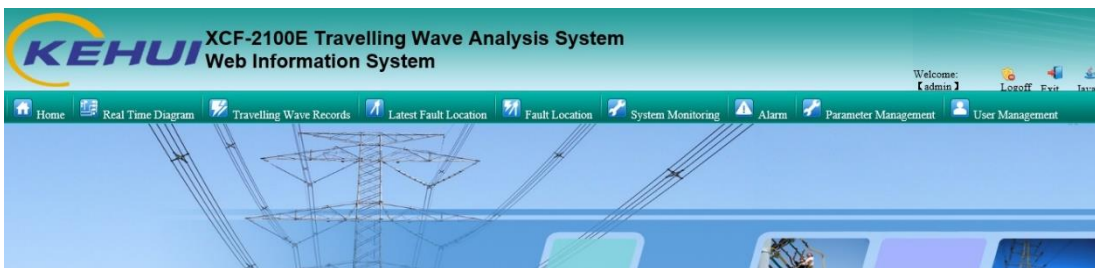 KEHUI
XCF-2100E Travelling Wave Analysis System
Web Information System
Welcome:
【admin】
Logoff Exit Java
Home Real Time Diagram Travelling Wave Records Latest Fault Location Fault Location System Monitoring Alarm Parameter Management User Management